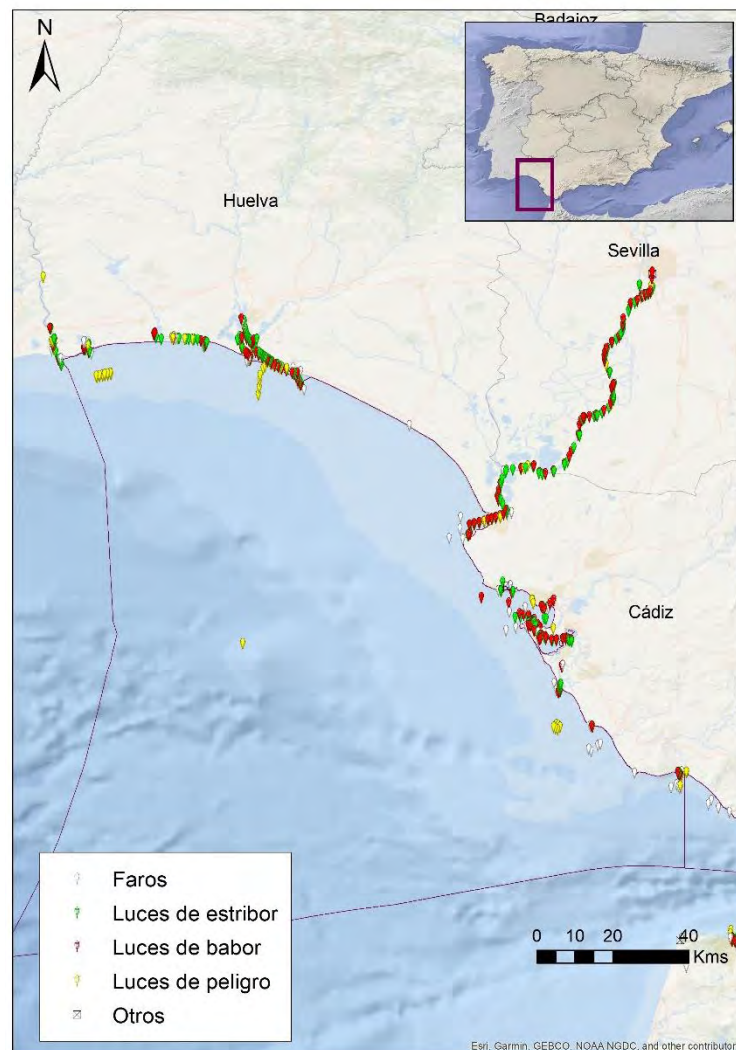 Badajoz
N
Huelva
Sevilla
Cádiz
Faros
Luces de estribor
Luces de babor
Luces de peligro
Otros
0 10 20 40
Kms
Esri, Garmin, GEBCO, NOAA NGDC, and other contributor